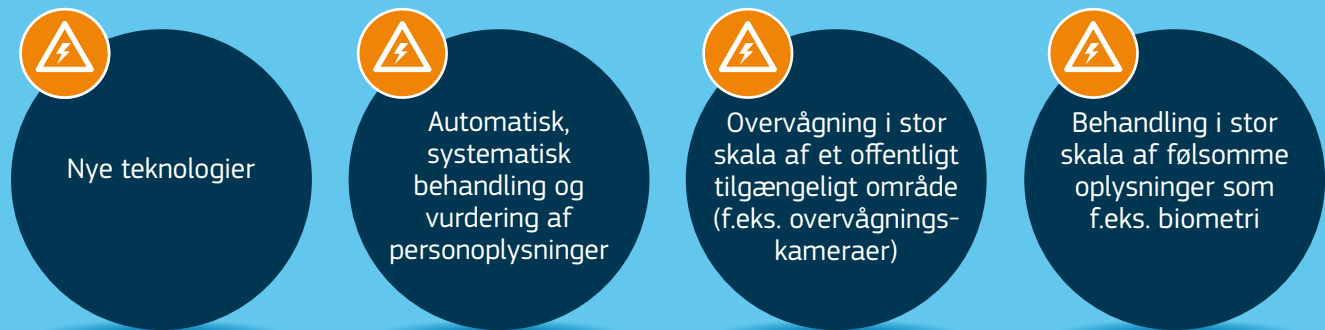 Nye teknologier
Automatisk,
systematisk
behandling og
vurdering af
personoplysninger
Overvågning i stor
skala af et offentligt
tilgængeligt område
(f.eks. overvågnings-
kameraer)
Behandling i stor
skala af følsomme
oplysninger som
f.eks. biometri